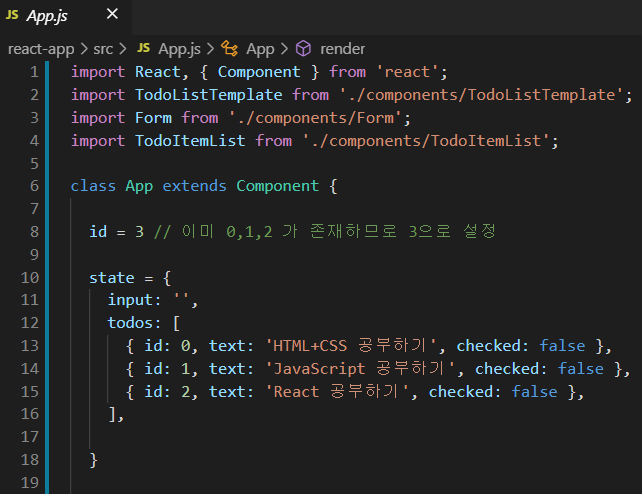 JS App.js ×
react-app > src > JS App.js > App > render
1 import React, { Component } from 'react';
2 import TodoListTemplate from './components/TodoListTemplate';
3 import Form from './components/Form';
4 import TodoItemList from './components/TodoItemList';
5
6 class App extends Component {
7
8 id = 3 // 이미 0,1,2 가 존재하므로 3으로 설정
9
10 state = {
11 input: '',
12 todos: [
13 { id: 0, text: 'HTML+CSS 공부하기', checked: false },
14 { id: 1, text: 'JavaScript 공부하기', checked: false },
15 { id: 2, text: 'React 공부하기', checked: false },
16 ],
17
18 }
19